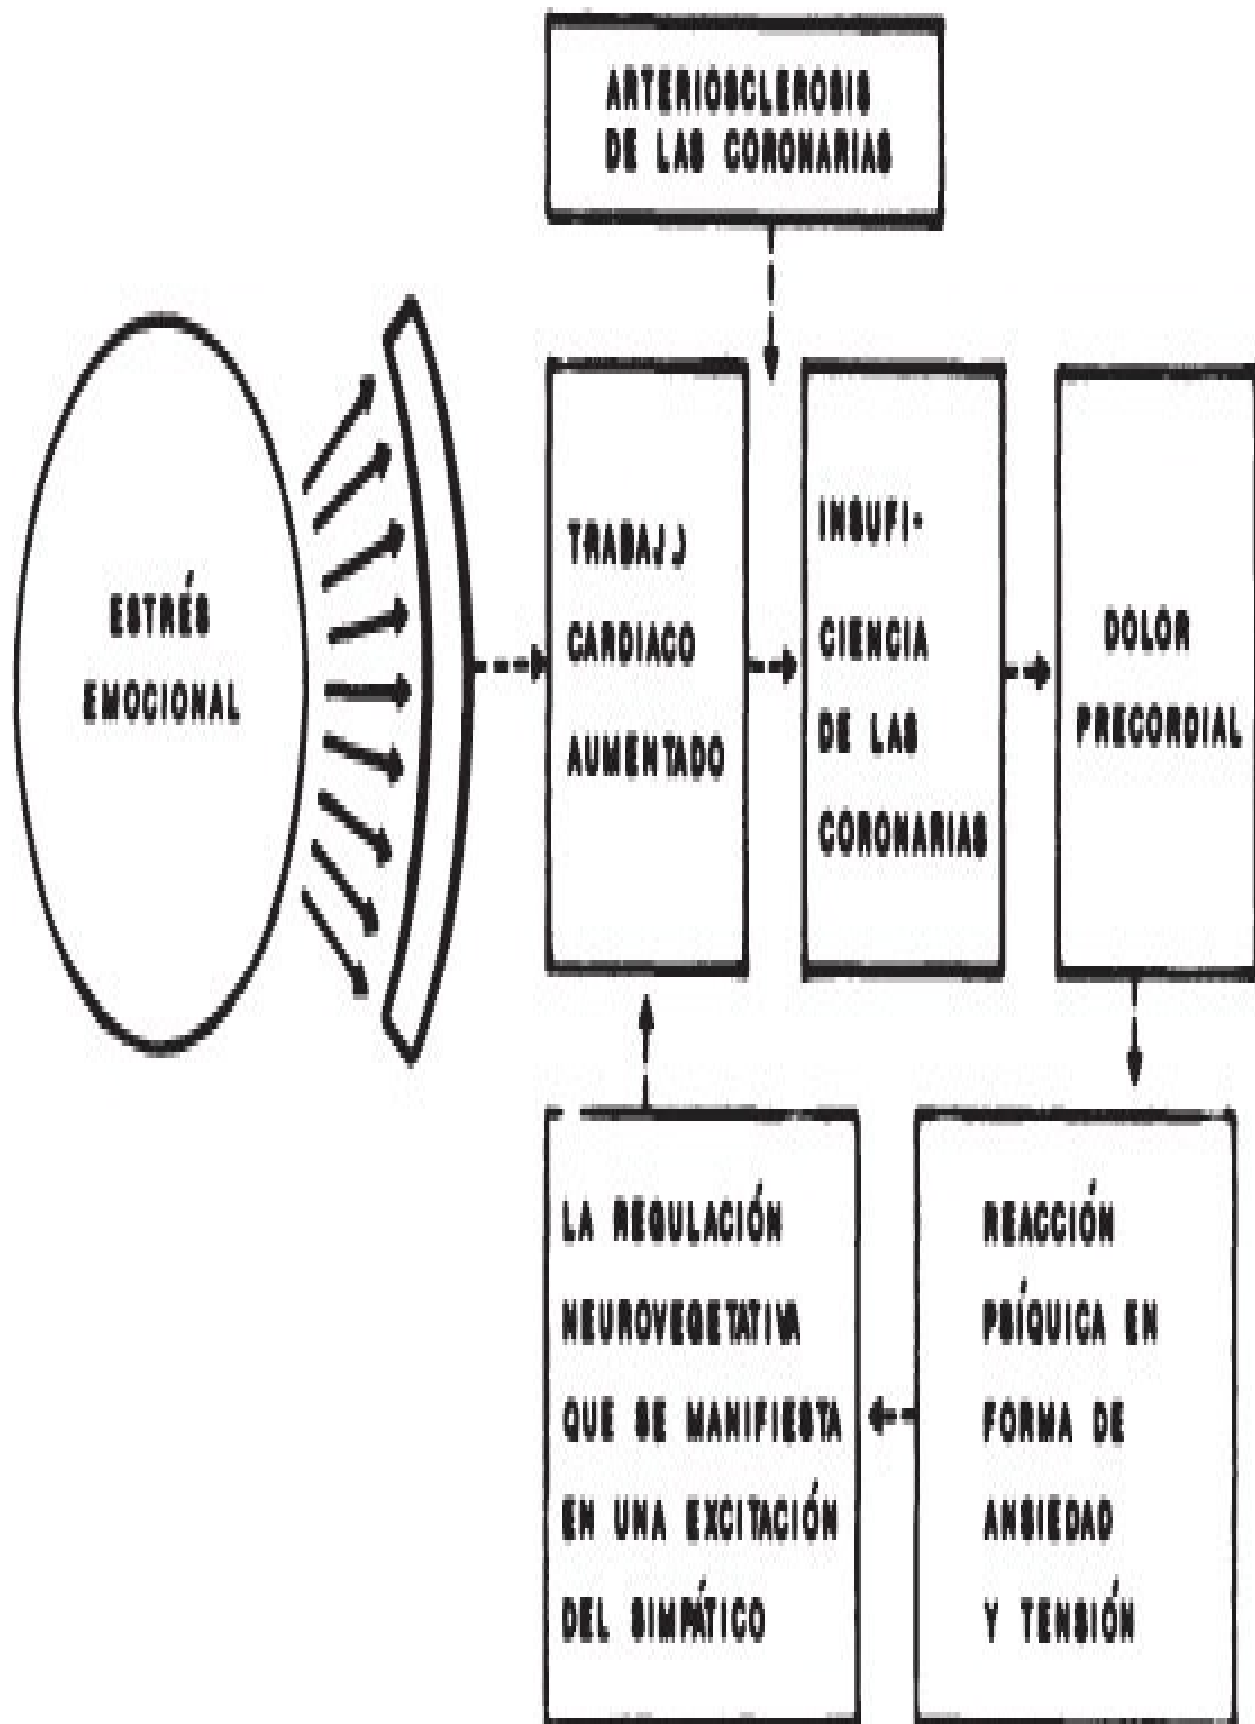 ARTERIOSCLEROSIS
DE LAS CORONARIAS
ESTRÉS
EMOCIONAL
TRABAJO
CARDIACO
AUMENTADO
INSUFI-
CIENCIA
DE LAS
CORONARIAS
DOLOR
PRECORDIAL
LA REGULACIÓN
NEUROVEGETATIVA
QUE SE MANIFIESTA
EN UNA EXCITACIÓN
DEL SIMPÁTICO
REACCIÓN
PSÍQUICA EN
FORMA DE
ANSIEDAD
Y TENSIÓN